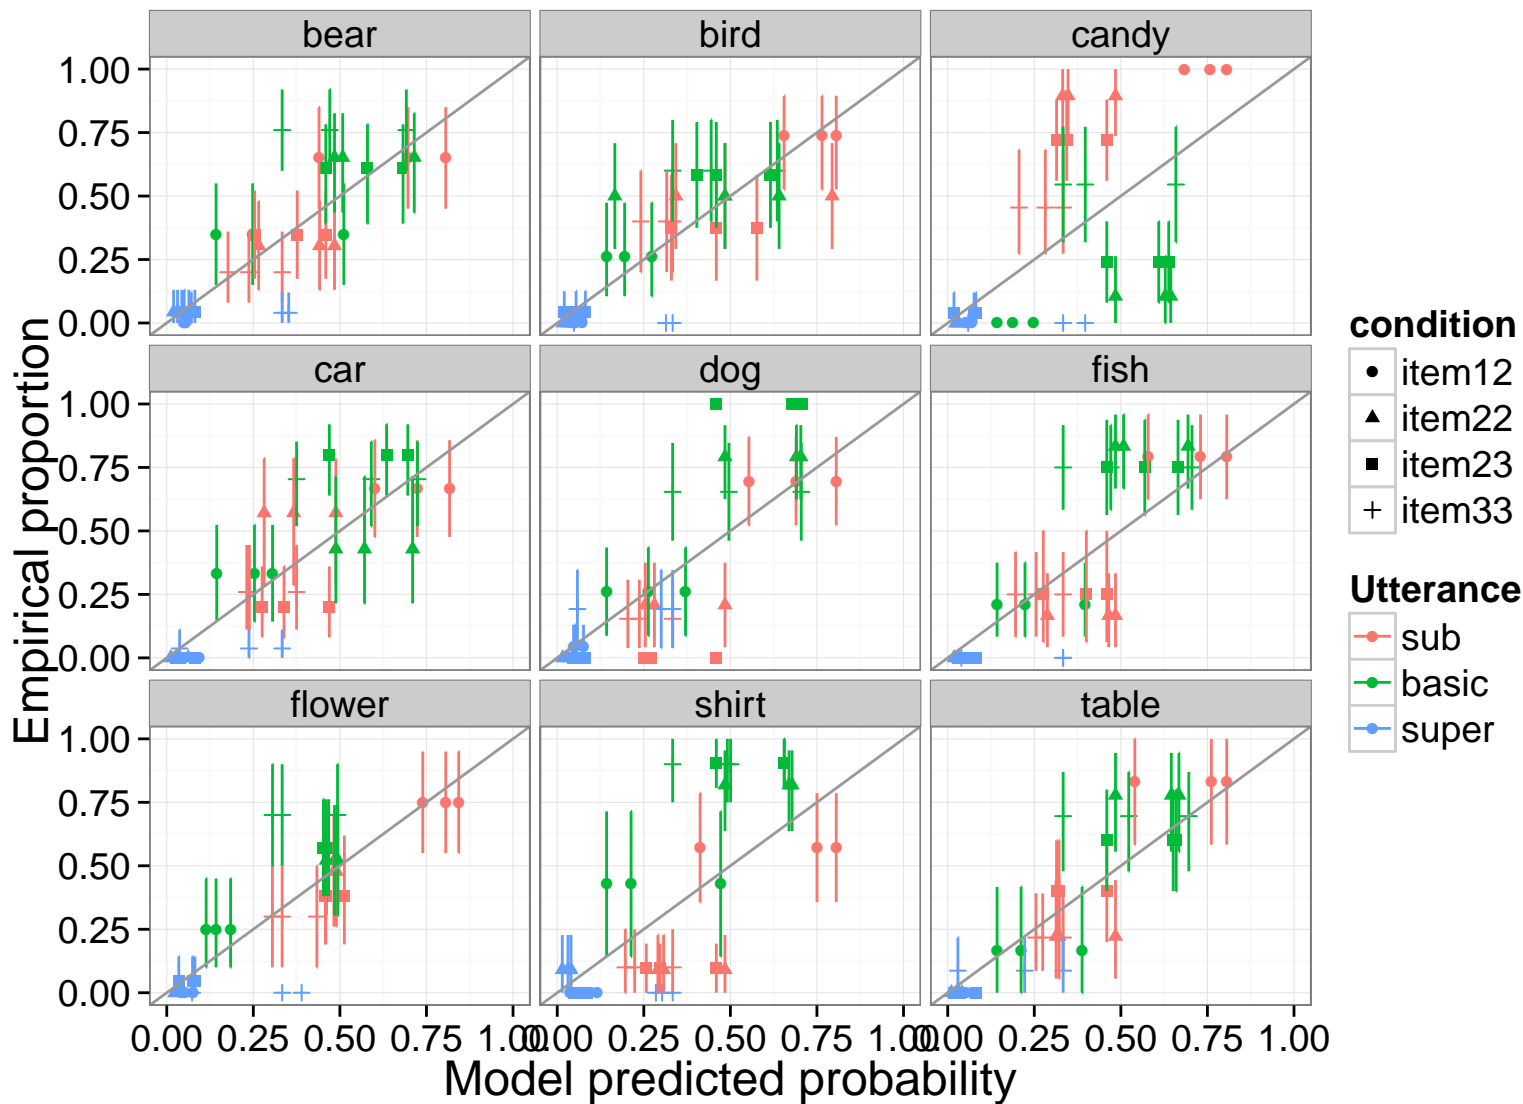 bear bird candy
1.00
0.75
0.50
0.25
0.00
car dog fish
1.00
0.75
0.50
0.25
0.00
flower shirt table
1.00
0.75
0.50
0.25
0.00
0.00 0.25 0.50 0.75 1.00 0.00 0.25 0.50 0.75 1.00 0.00 0.25 0.50 0.75 1.00
Model predicted probability
Empirical proportion
condition
item12
item22
item23
item33
Utterance
sub
basic
super